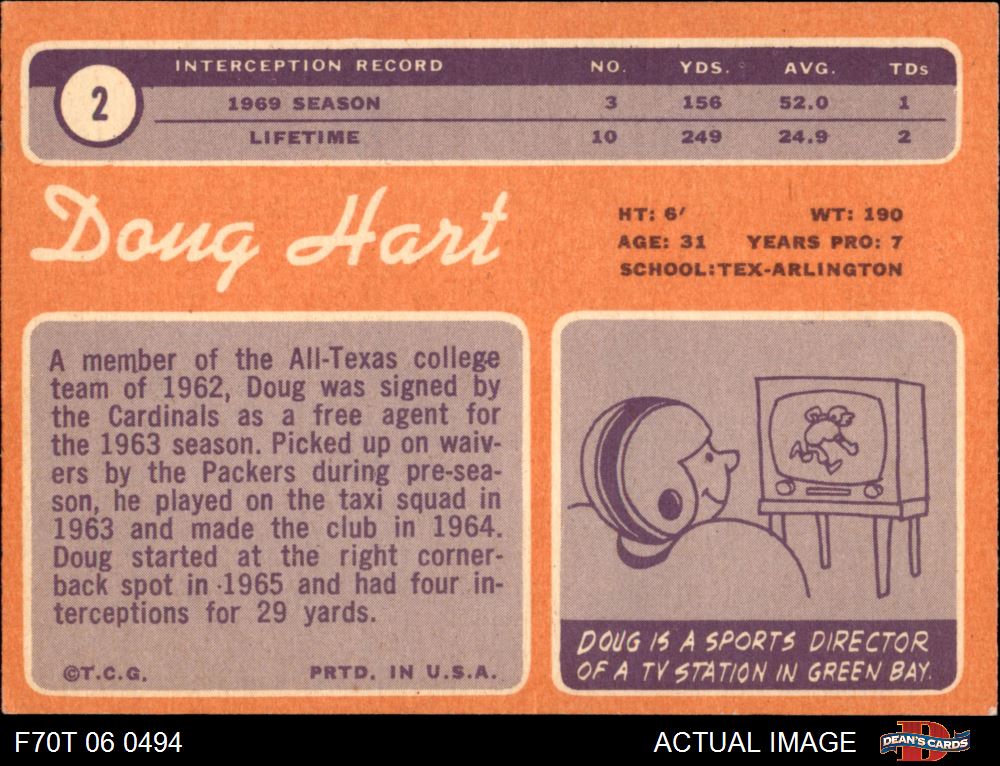 2
INTERCEPTION RECORD NO. YDS. AVG. TDs
1969 SEASON 3 156 52.0 1
LIFETIME 10 249 24.9 2
Doug Hart
HT: 6' WT: 190
AGE: 31 YEARS PRO: 7
SCHOOL:TEX-ARLINGTON
A member of the All-Texas college
team of 1962, Doug was signed by
the Cardinals as a free agent for
the 1963 season. Picked up on waiv-
ers by the Packers during pre-sea-
son, he played on the taxi squad in
1963 and made the club in 1964.
Doug started at the right corner-
back spot in 1965 and had four in-
terceptions for 29 yards.
©T.C.G. PRTD. IN U.S.A.
DOUG IS A SPORTS DIRECTOR
OF A TV STATION IN GREEN BAY.
F70T 06 0494 ACTUAL IMAGE DEAN'S CARDS